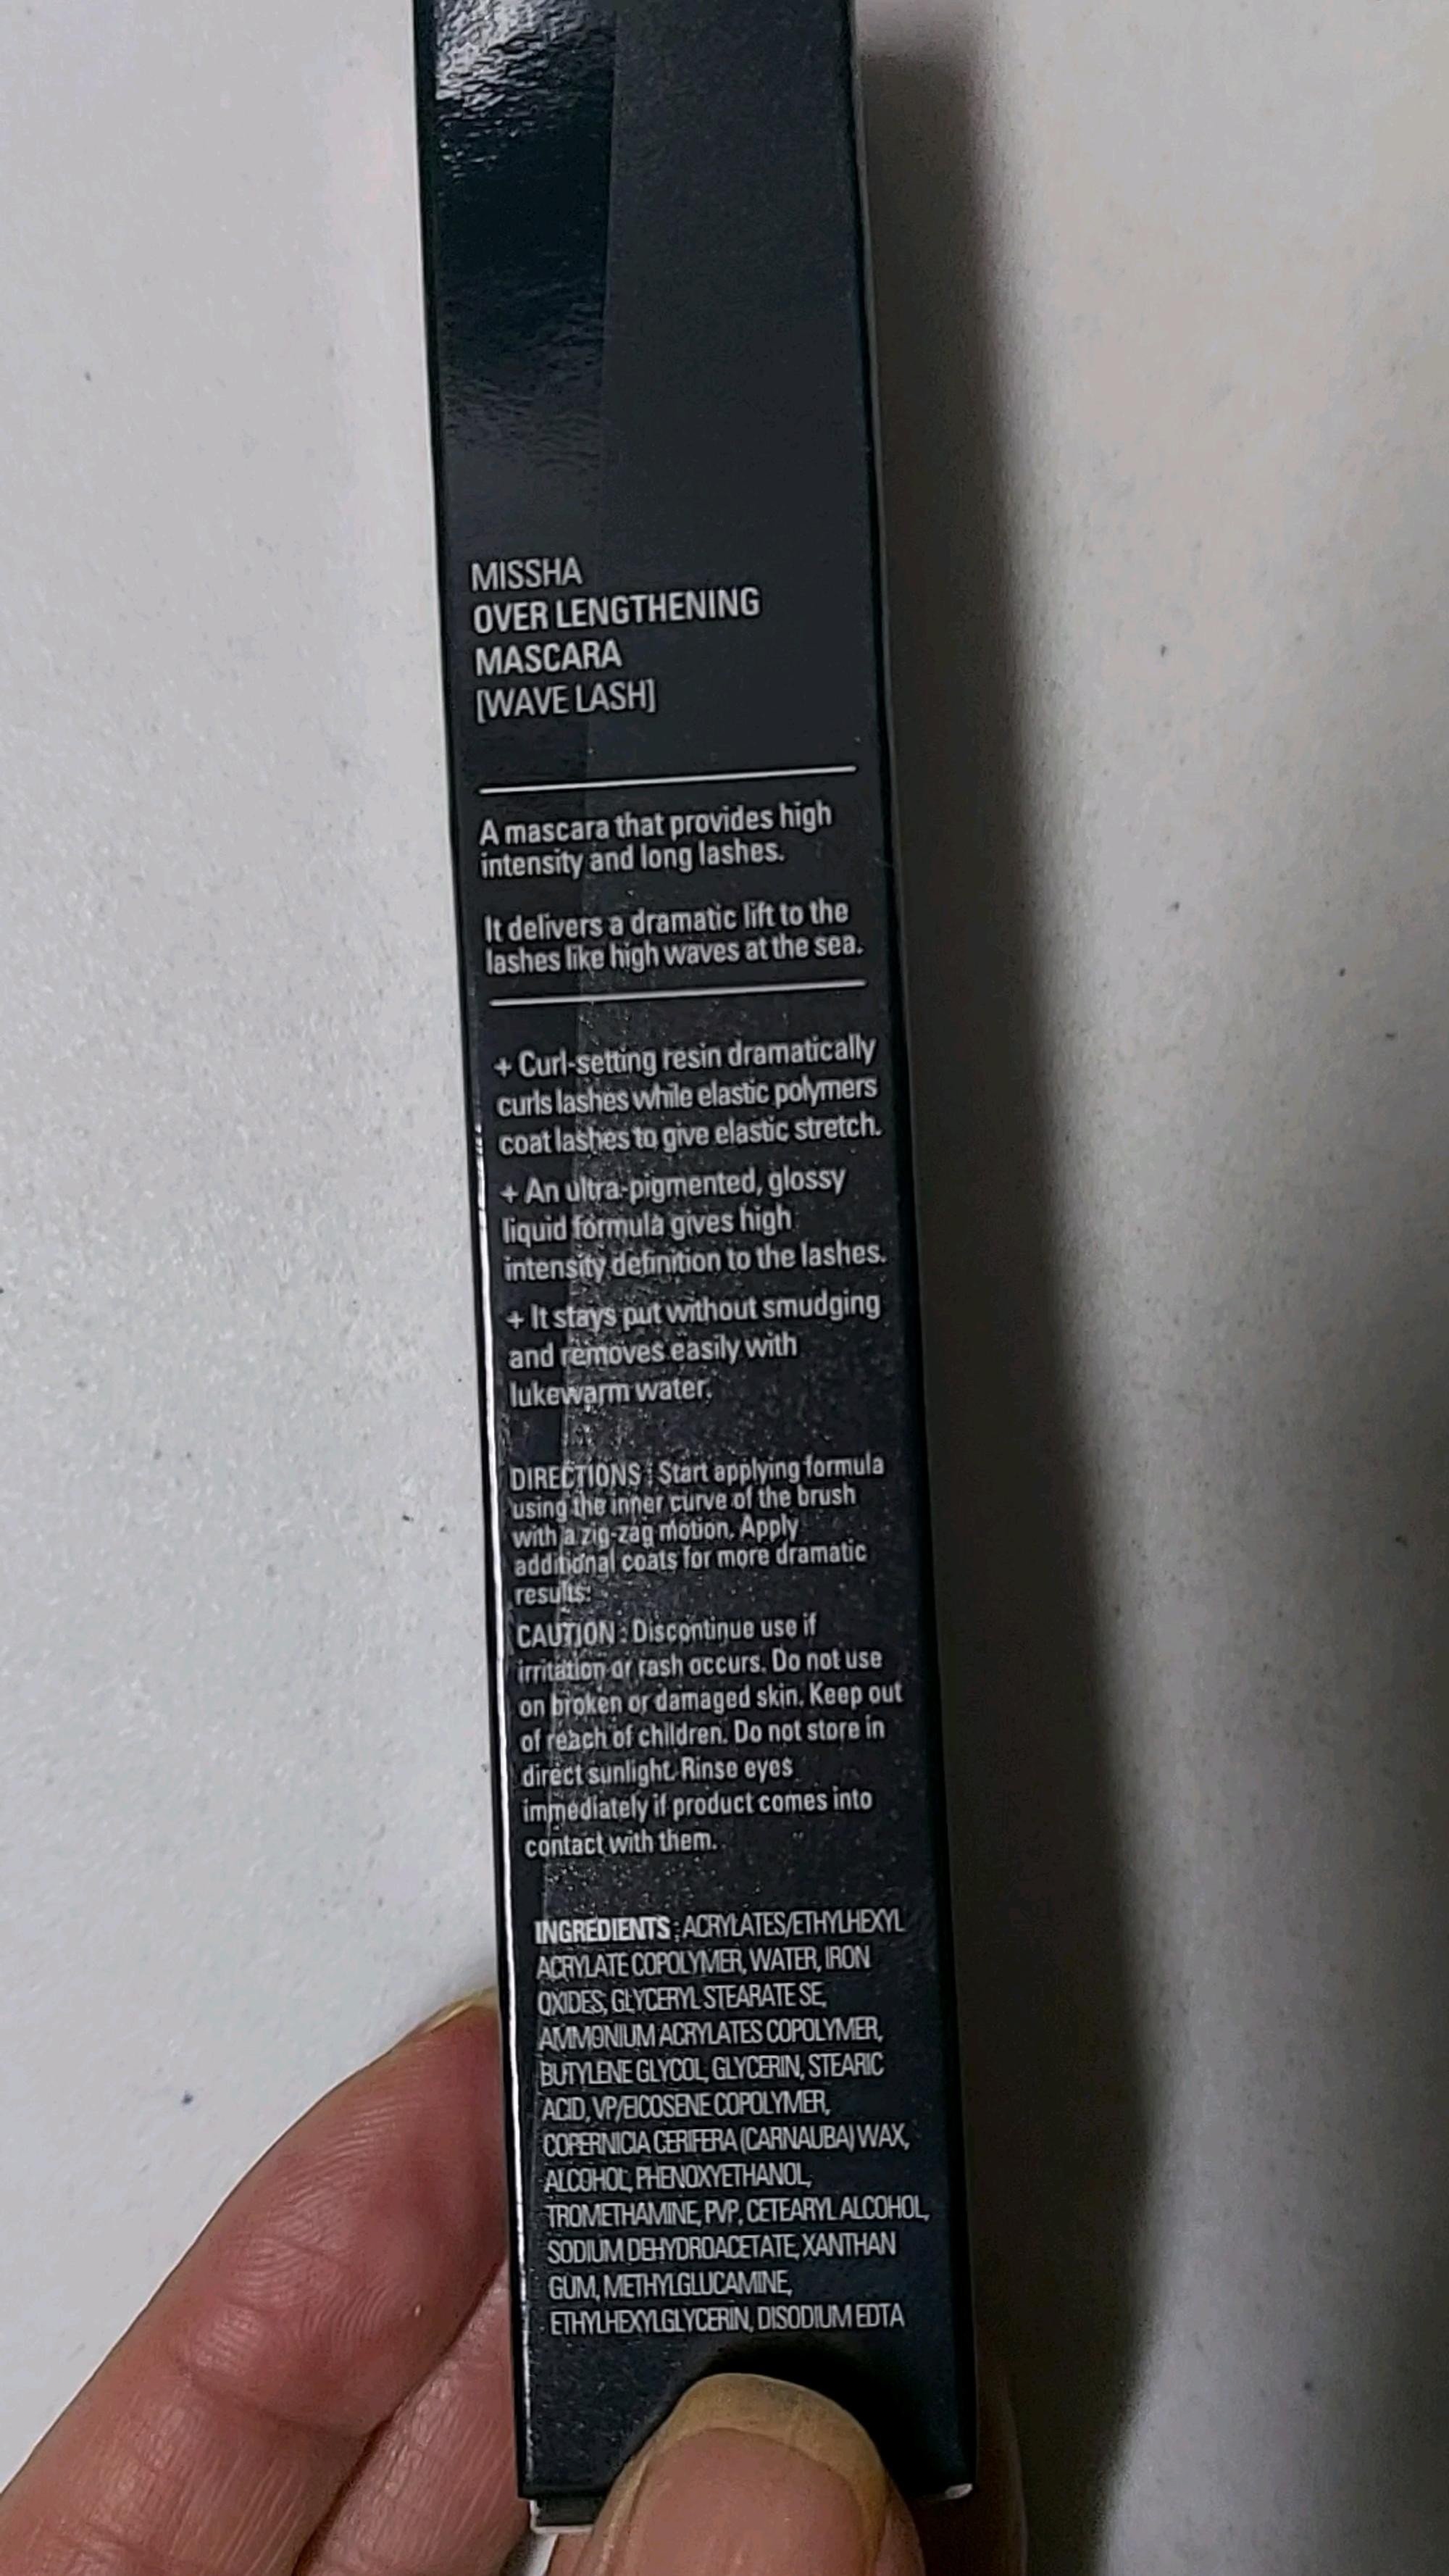 MISSHA
OVER LENGTHENING
MASCARA
[WAVE LASH]
A mascara that provides high
intensity and long lashes.
It delivers a dramatic lift to the
lashes like high waves at the sea.
+ Curl-setting resin dramatically
curls lashes while elastic polymers
coat lashes to give elastic stretch.
+ An ultra-pigmented, glossy
liquid formula gives high
intensity definition to the lashes.
+ It stays put without smudging
and removes easily with
lukewarm water.
DIRECTIONS : Start applying formula
using the inner curve of the brush
with a zig-zag motion. Apply
additional coats for more dramatic
results.
CAUTION : Discontinue use if
irritation or rash occurs. Do not use
on broken or damaged skin. Keep out
of reach of children. Do not store in
direct sunlight. Rinse eyes
immediately if product comes into
contact with them.
INGREDIENTS : ACRYLATES/ETHYLHEXYL
ACRYLATE COPOLYMER, WATER, IRON
OXIDES, GLYCERYL STEARATE SE,
AMMONIUM ACRYLATES COPOLYMER,
BUTYLENE GLYCOL, GLYCERIN, STEARIC
ACID, VP/EICOSENE COPOLYMER,
COPERNICIA CERIFERA (CARNAUBA) WAX,
ALCOHOL, PHENOXYETHANOL,
TROMETHAMINE, PVP, CETEARYL ALCOHOL,
SODIUM DEHYDROACETATE, XANTHAN
GUM, METHYLGLUCAMINE,
ETHYLHEXYLGLYCERIN, DISODIUM EDTA